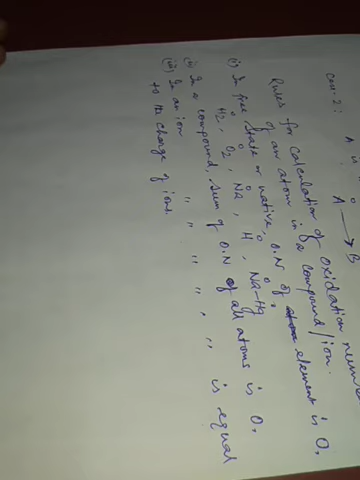 Case-2: A is
A → B
Rules for calculation of oxidation numbe
of an atom in a compound/ion.
(i) In free state or native, O.N of element is 0.
H2, O2, Na, H, Na-Hg
(ii) In a compound, sum of O.N of all atoms is 0.
(iii) In an ion " " " " " " is equal
to the charge of ion.